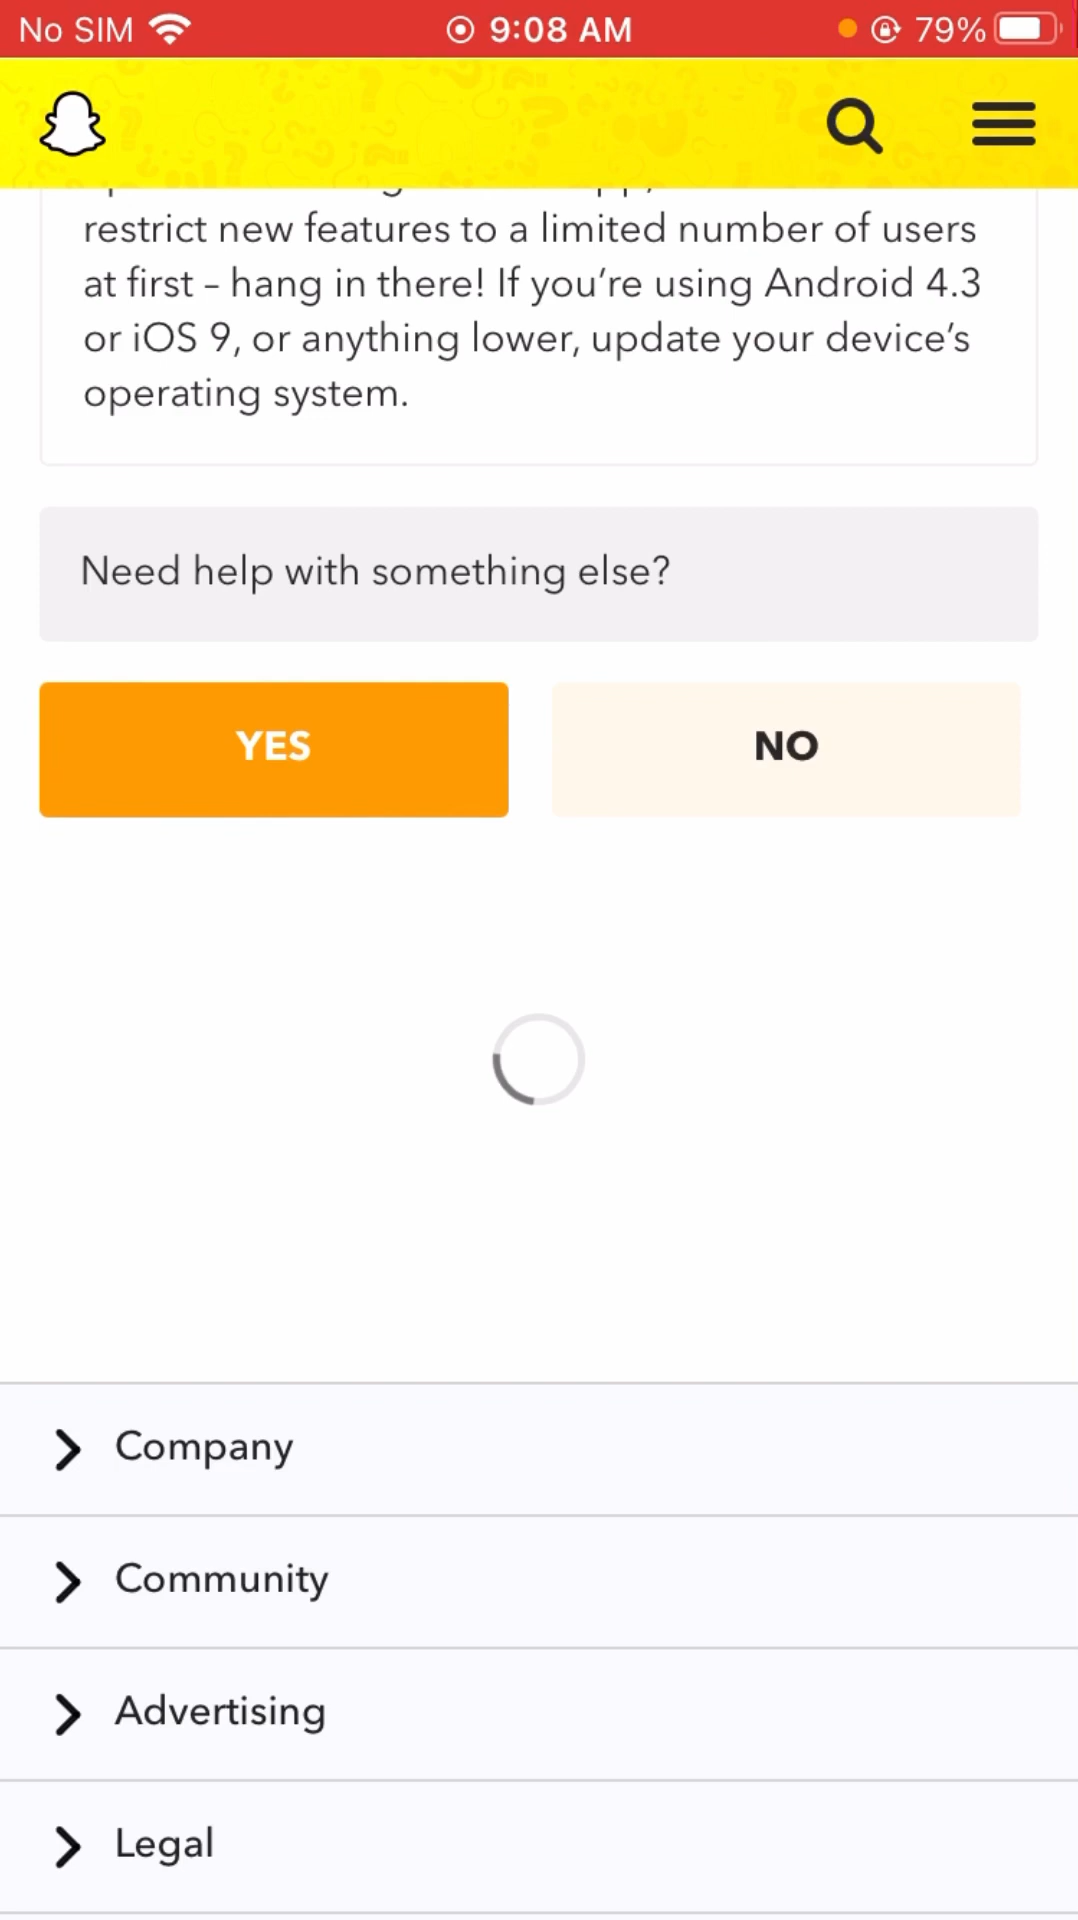 No SIM
9:08 AM
79%
restrict new features to a limited number of users
at first – hang in there! If you’re using Android 4.3
or iOS 9, or anything lower, update your device’s
operating system.
Need help with something else?
YES
NO
Company
Community
Advertising
Legal